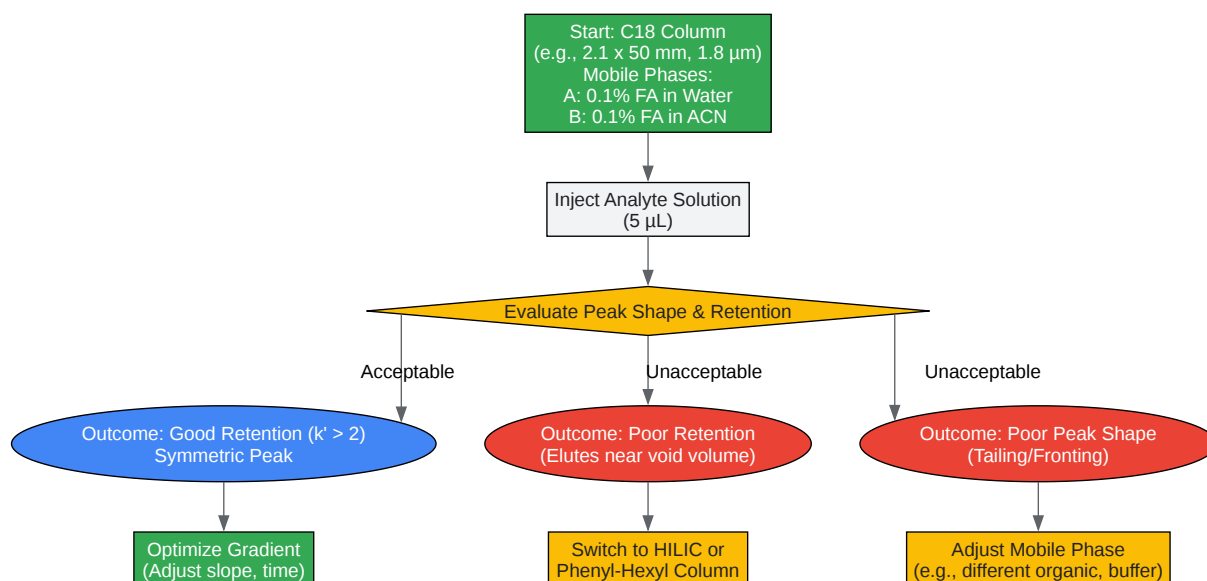 Start: C18 Column
(e.g., 2.1 x 50 mm, 1.8 µm)
Mobile Phases:
A: 0.1% FA in Water
B: 0.1% FA in ACN
Inject Analyte Solution
(5 µL)
Evaluate Peak Shape & Retention
Acceptable
Unacceptable
Unacceptable
Outcome: Good Retention (k' > 2)
Symmetric Peak
Outcome: Poor Retention
(Elutes near void volume)
Outcome: Poor Peak Shape
(Tailing/Fronting)
Optimize Gradient
(Adjust slope, time)
Switch to HILIC or
Phenyl-Hexyl Column
Adjust Mobile Phase
(e.g., different organic, buffer)